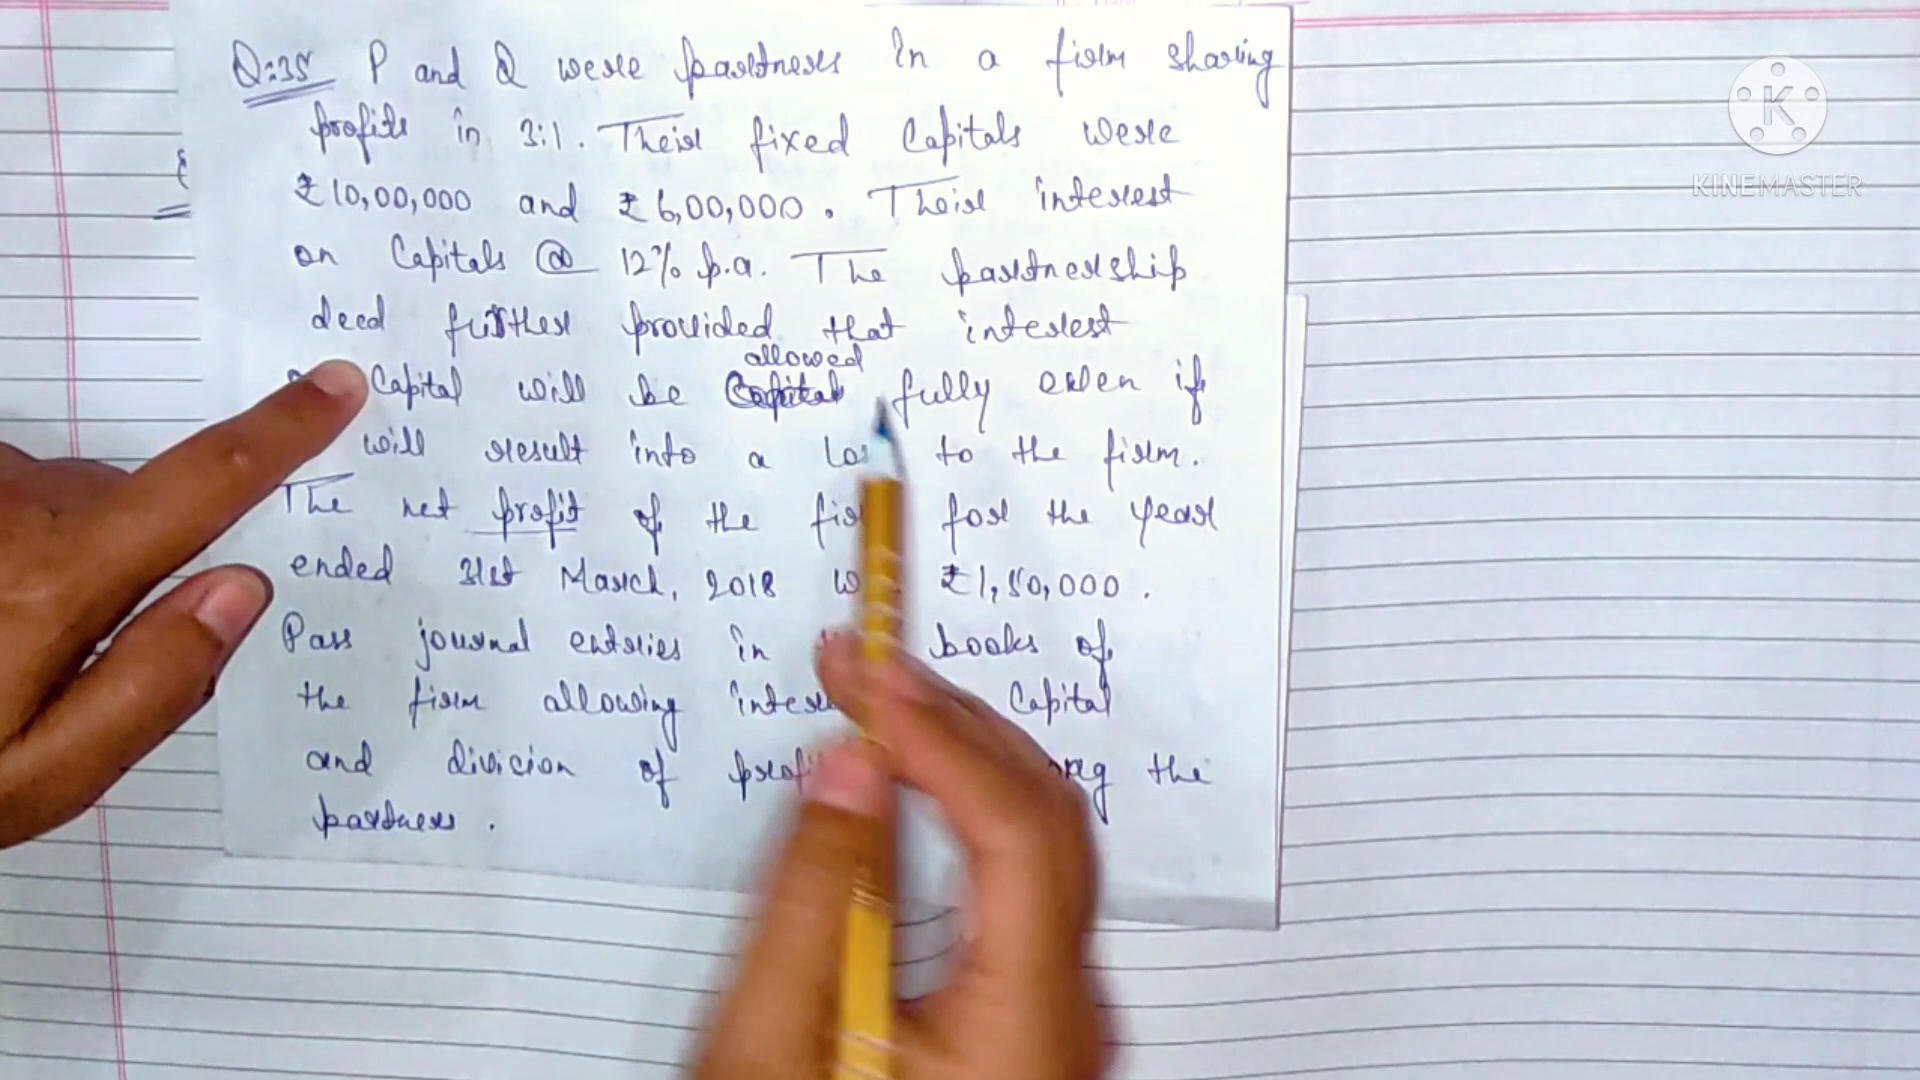 Q:35 P and Q were partners in a firm sharing
profits in 3:1. Their fixed Capitals were
₹10,00,000 and ₹6,00,000. Their interest
on Capitals @ 12% p.a. The partnership
deed further provided that interest
allowed
Capital will be fully even if
will result into a to the firm.
The net profit of the for the year
ended 31st March, 2018 ₹1,50,000.
Pass journal entries in books of
the firm allowing Capital
and division of the
partners.
KINEMASTER